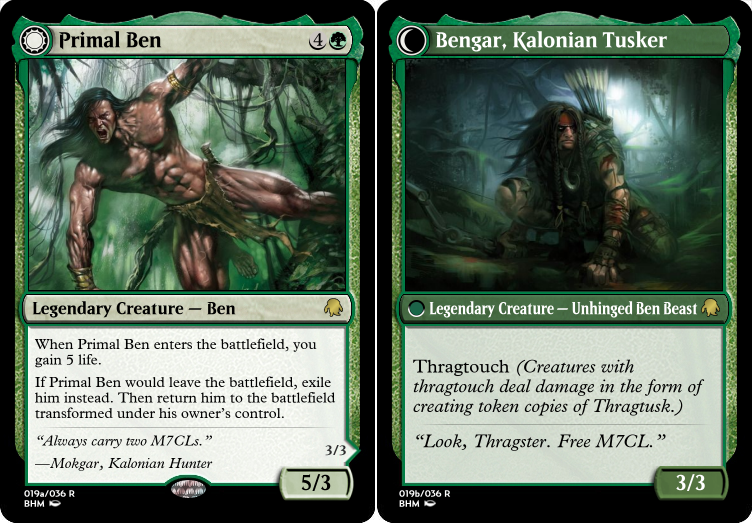 Primal Ben
4
Legendary Creature — Ben
When Primal Ben enters the battlefield, you
gain 5 life.
If Primal Ben would leave the battlefield, exile
him instead. Then return him to the battlefield
transformed under his owner's control.
"Always carry two M7CLs."
—Mokgar, Kalonian Hunter
3/3
5/3
019a/036 R
BHM
Bengar, Kalonian Tusker
Legendary Creature — Unhinged Ben Beast
Thragtouch (Creatures with
thragtouch deal damage in the form of
creating token copies of Thragtusk.)
"Look, Thragster. Free M7CL."
3/3
019b/036 R
BHM